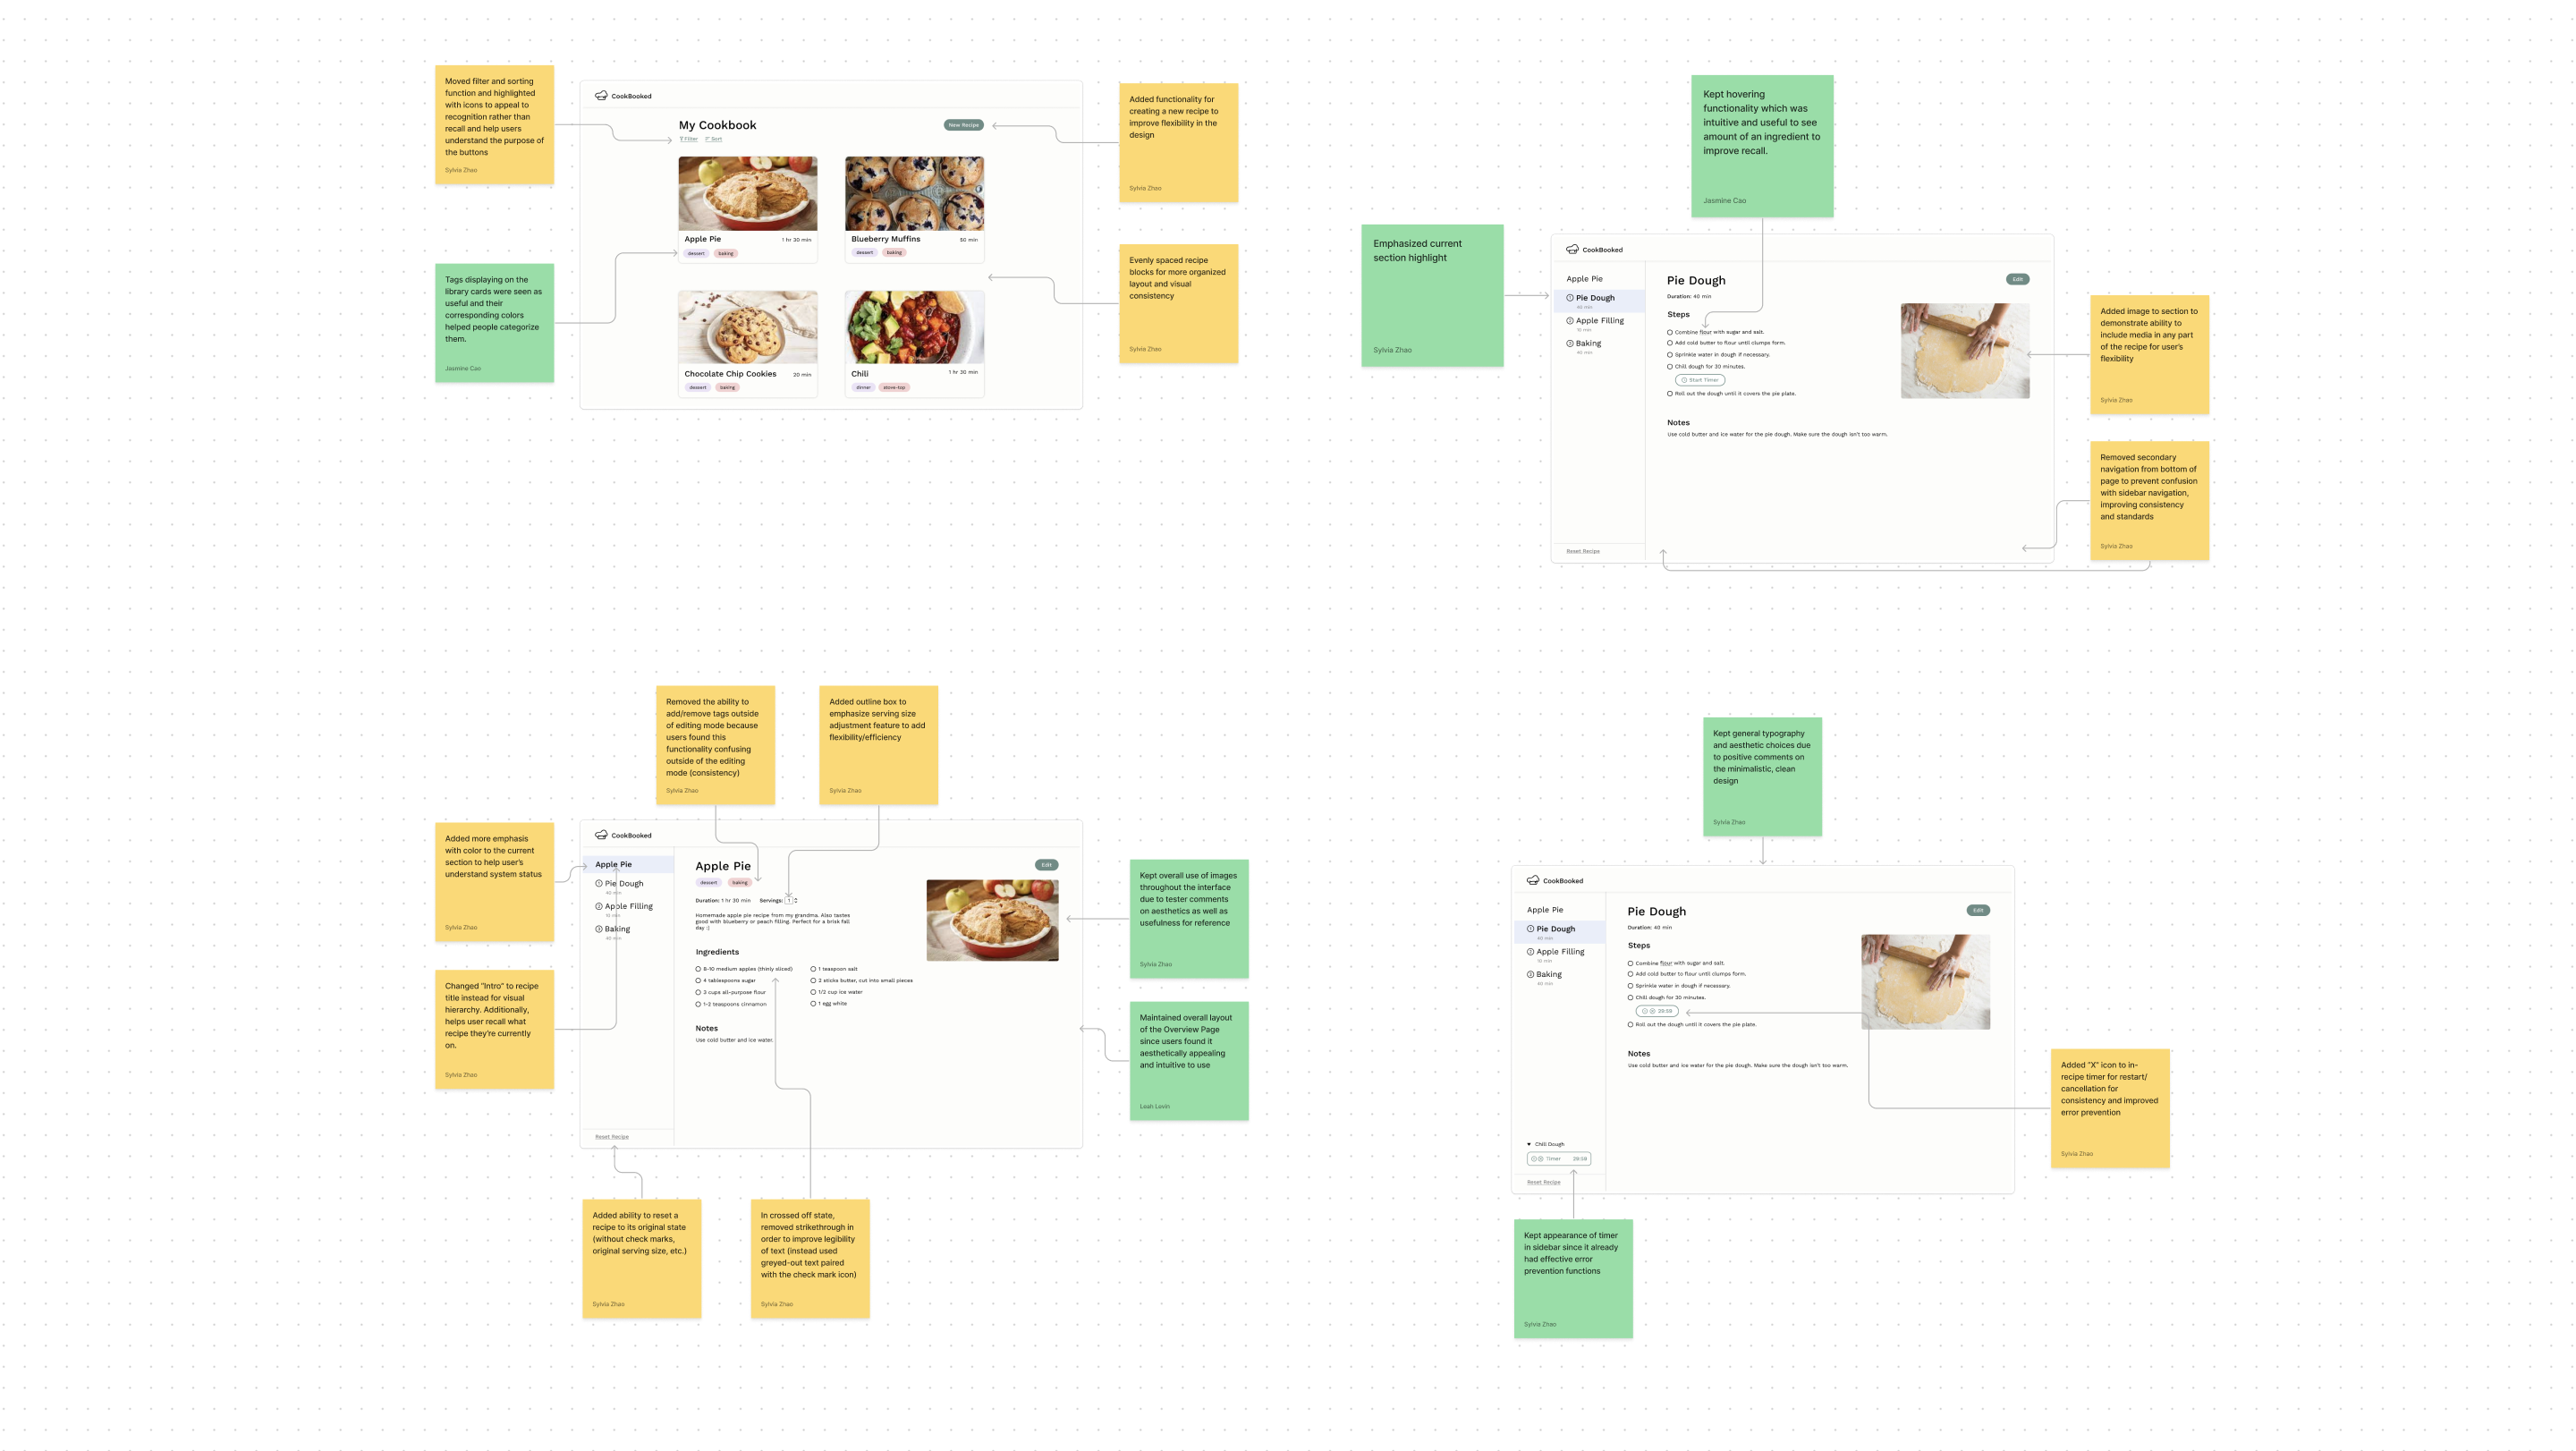 Moved filter and sorting
function and highlighted
with icons to appeal to
recognition rather than
recall and help users
understand the purpose of
the buttons
Sylvia Zhao
Tags displaying on the
library cards were seen as
useful and their
corresponding colors
helped people categorize
them.
Jasmine Cao
CookBooked
My Cookbook
New Recipe
Filter Sort
Apple Pie 1 hr 30 min
dessert baking
Blueberry Muffins 50 min
dessert baking
Chocolate Chip Cookies 20 min
dessert baking
Chili 1 hr 30 min
dinner stove-top
Added functionality for
creating a new recipe to
improve flexibility in the
design
Sylvia Zhao
Evenly spaced recipe
blocks for more organized
layout and visual
consistency
Sylvia Zhao
Kept hovering
functionality which was
intuitive and useful to see
amount of an ingredient to
improve recall.
Jasmine Cao
Emphasized current
section highlight
Sylvia Zhao
CookBooked
Apple Pie
1 Pie Dough
40 min
2 Apple Filling
10 min
3 Baking
40 min
Reset Recipe
Pie Dough
Edit
Duration: 40 min
Steps
Combine flour with sugar and salt.
Add cold butter to flour until clumps form.
Sprinkle water in dough if necessary.
Chill dough for 30 minutes.
Start Timer
Roll out the dough until it covers the pie plate.
Notes
Use cold butter and ice water for the pie dough. Make sure the dough isn't too warm.
Added image to section to
demonstrate ability to
include media in any part
of the recipe for user's
flexibility
Sylvia Zhao
Removed secondary
navigation from bottom of
page to prevent confusion
with sidebar navigation,
improving consistency
and standards
Sylvia Zhao
Removed the ability to
add/remove tags outside
of editing mode because
users found this
functionality confusing
outside of the editing
mode (consistency)
Sylvia Zhao
Added outline box to
emphasize serving size
adjustment feature to add
flexibility/efficiency
Sylvia Zhao
Added more emphasis
with color to the current
section to help user's
understand system status
Sylvia Zhao
Changed "Intro" to recipe
title instead for visual
hierarchy. Additionally,
helps user recall what
recipe they're currently
on.
Sylvia Zhao
CookBooked
Apple Pie
1 Pie Dough
40 min
2 Apple Filling
10 min
3 Baking
40 min
Reset Recipe
Apple Pie
Edit
dessert baking
Duration: 1 hr 30 min Servings: 1
Homemade apple pie recipe from my grandma. Also tastes
good with blueberry or peach filling. Perfect for a brisk fall
day :)
Ingredients
8-10 medium apples (thinly sliced)
4 tablespoons sugar
3 cups all-purpose flour
1-2 teaspoons cinnamon
1 teaspoon salt
2 sticks butter, cut into small pieces
1/2 cup ice water
1 egg white
Notes
Use cold butter and ice water.
Kept overall use of images
throughout the interface
due to tester comments
on aesthetics as well as
usefulness for reference
Sylvia Zhao
Maintained overall layout
of the Overview Page
since users found it
aesthetically appealing
and intuitive to use
Leah Levin
Added ability to reset a
recipe to its original state
(without check marks,
original serving size, etc.)
Sylvia Zhao
In crossed off state,
removed strikethrough in
order to improve legibility
of text (instead used
greyed-out text paired
with the check mark icon)
Sylvia Zhao
Kept general typography
and aesthetic choices due
to positive comments on
the minimalistic, clean
design
Sylvia Zhao
CookBooked
Apple Pie
1 Pie Dough
40 min
2 Apple Filling
10 min
3 Baking
40 min
Chill Dough
Timer 29:59
Reset Recipe
Pie Dough
Edit
Duration: 40 min
Steps
Combine flour with sugar and salt.
Add cold butter to flour until clumps form.
Sprinkle water in dough if necessary.
Chill dough for 30 minutes.
29:59
Roll out the dough until it covers the pie plate.
Notes
Use cold butter and ice water for the pie dough. Make sure the dough isn't too warm.
Added "X" icon to in-
recipe timer for restart/
cancellation for
consistency and improved
error prevention
Sylvia Zhao
Kept appearance of timer
in sidebar since it already
had effective error
prevention functions
Sylvia Zhao